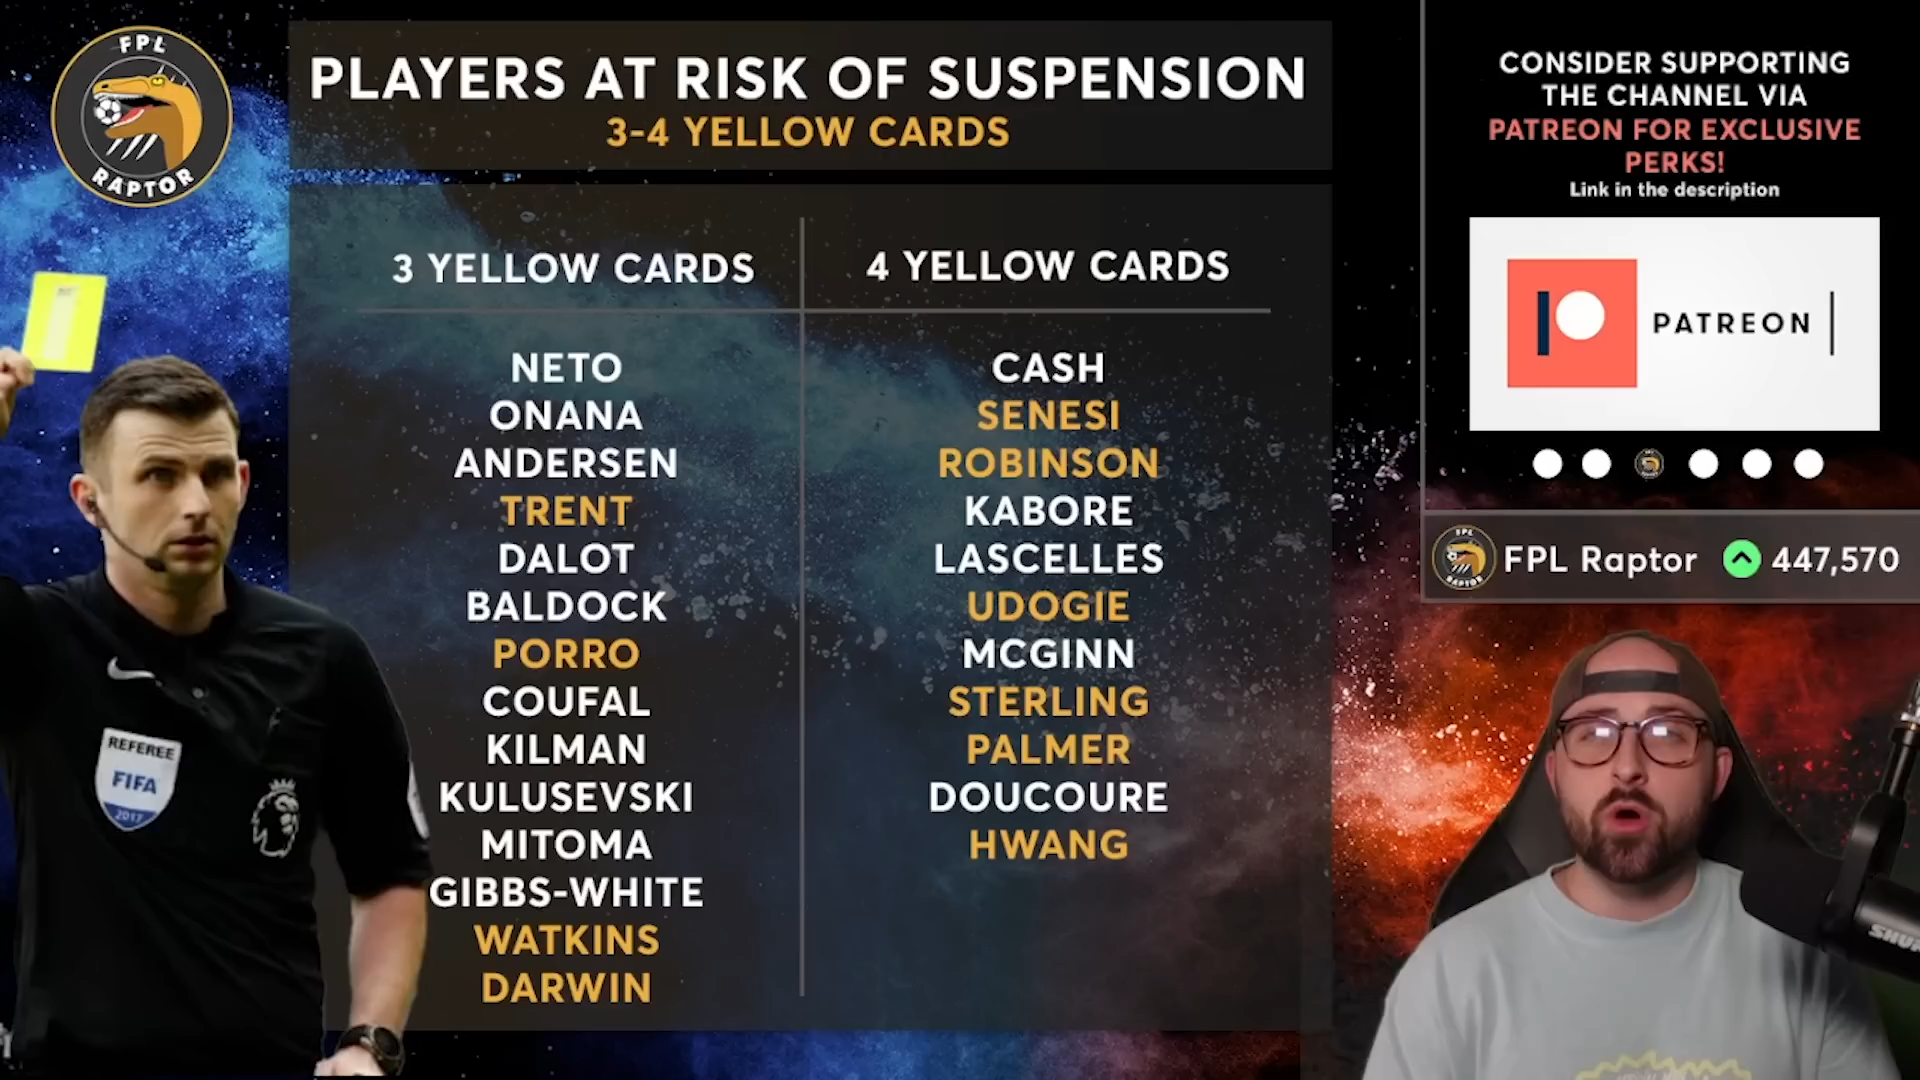 FPL
RAPTOR
PLAYERS AT RISK OF SUSPENSION
3-4 YELLOW CARDS
3 YELLOW CARDS
NETO
ONANA
ANDERSEN
TRENT
DALOT
BALDOCK
PORRO
COUFAL
KILMAN
KULUSEVSKI
MITOMA
GIBBS-WHITE
WATKINS
DARWIN
4 YELLOW CARDS
CASH
SENESI
ROBINSON
KABORE
LASCELLES
UDOGIE
MCGINN
STERLING
PALMER
DOUCOURE
HWANG
REFEREE
FIFA
2017
CONSIDER SUPPORTING
THE CHANNEL VIA
PATREON FOR EXCLUSIVE
PERKS!
Link in the description
PATREON
FPL
RAPTOR
FPL Raptor
447,570